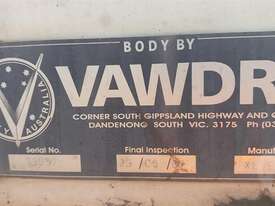 BODY BY
VAWDR
CORNER SOUTH GIPPSLAND HIGHWAY AND
DANDENONG SOUTH VIC. 3175 Ph (03
AUSTRALIA
Serial No. Final Inspection Manuf